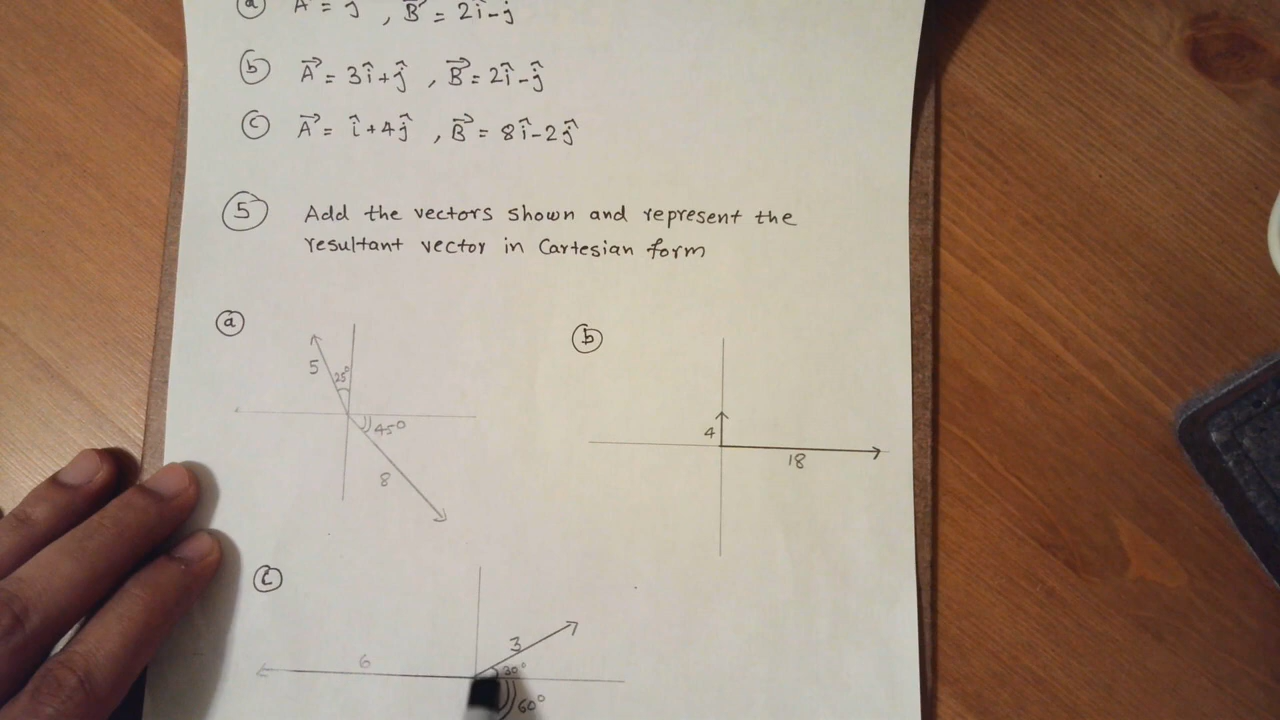 ⓐ A = ĵ , B⃗ = 2î-ĵ
ⓑ A⃗ = 3î+ĵ , B⃗ = 2î-ĵ
ⓒ A⃗ = î+4ĵ , B⃗ = 8î-2ĵ
⑤ Add the vectors shown and represent the
resultant vector in Cartesian form
ⓐ
5
25°
45°
8
ⓑ
4
18
ⓒ
6
3
30°
60°